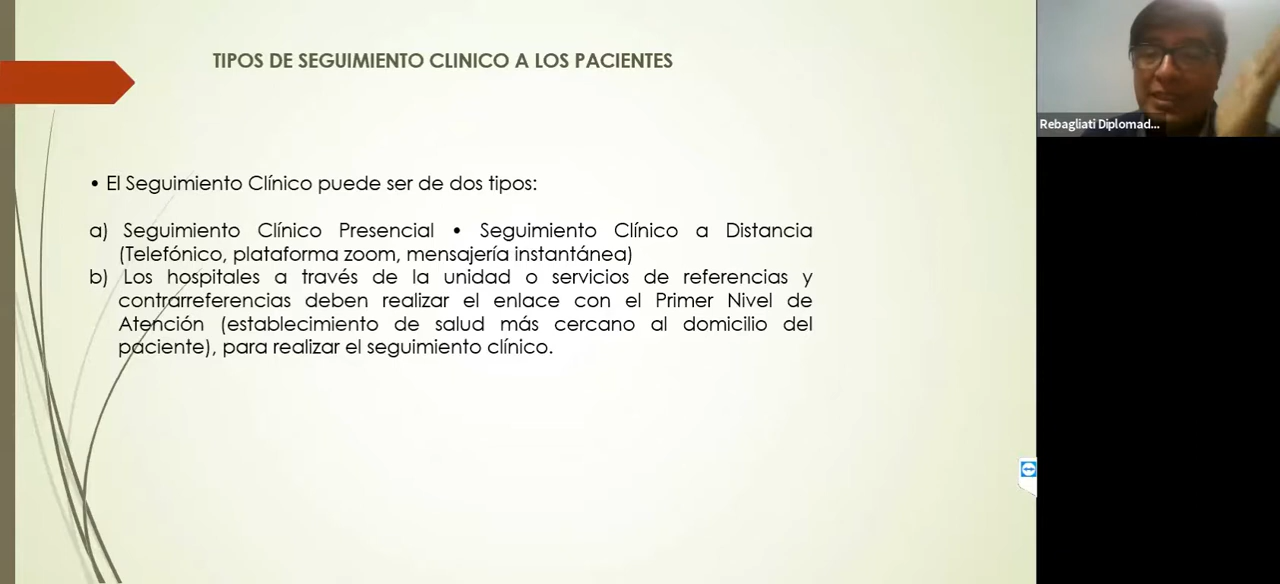 TIPOS DE SEGUIMIENTO CLINICO A LOS PACIENTES
Rebagliati Diplomad...
• El Seguimiento Clínico puede ser de dos tipos:
a) Seguimiento Clínico Presencial • Seguimiento Clínico a Distancia
(Telefónico, plataforma zoom, mensajería instantánea)
b) Los hospitales a través de la unidad o servicios de referencias y
contrarreferencias deben realizar el enlace con el Primer Nivel de
Atención (establecimiento de salud más cercano al domicilio del
paciente), para realizar el seguimiento clínico.